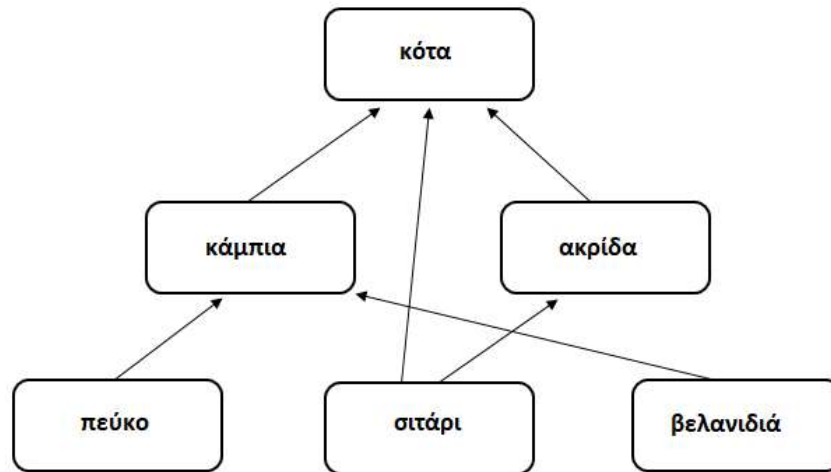 κότα
κάμπια
ακρίδα
πεύκο
σιτάρι
βελανιδιά